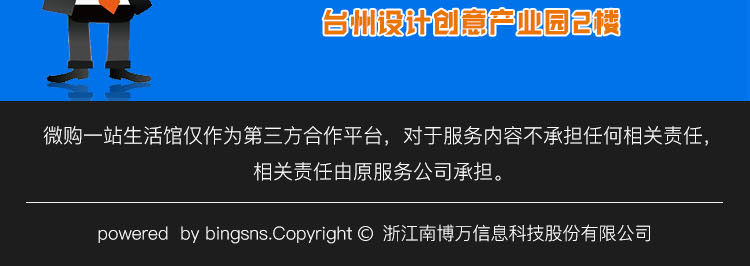 台州设计创意产业园2楼
微购一站生活馆仅作为第三方合作平台，对于服务内容不承担任何相关责任，
相关责任由原服务公司承担。
powered by bingsns.Copyright © 浙江南博万信息科技股份有限公司